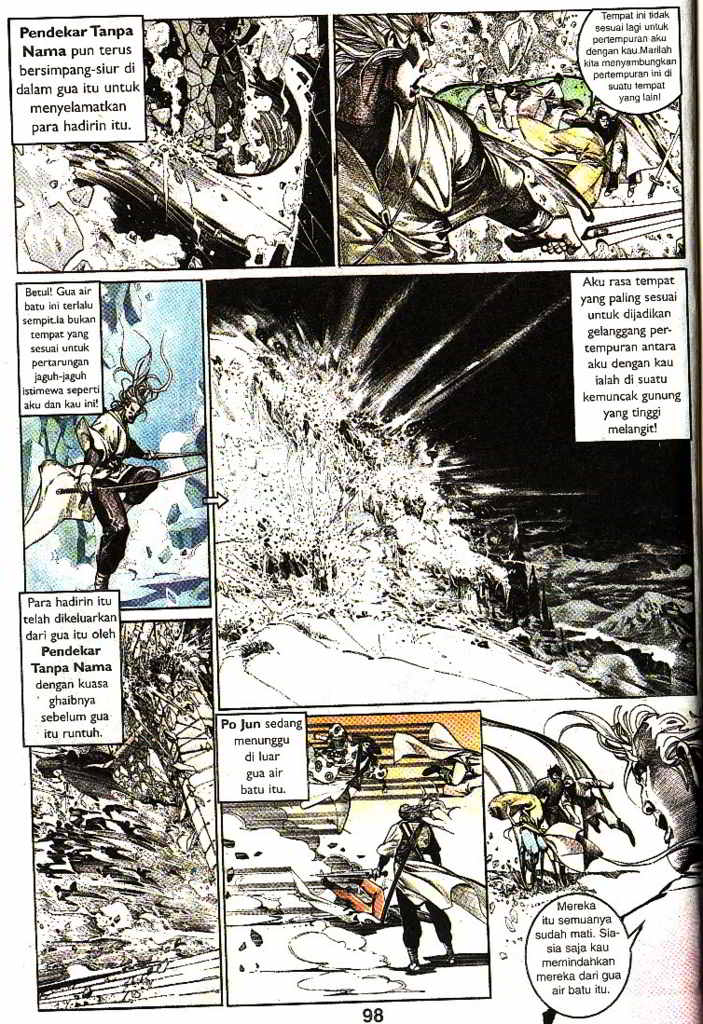 Pendekar Tanpa
Nama pun terus
bersimpang-siur di
dalam gua itu untuk
menyelamatkan
para hadirin itu.
Tempat ini tidak
sesuai lagi untuk
pertempuran aku
dengan kau.Marilah
kita menyambungkan
pertempuran ini di
suatu tempat
yang lain!
Betul! Gua air
batu ini terlalu
sempit.Ia bukan
tempat yang
sesuai untuk
pertarungan
jaguh-jaguh
istimewa seperti
aku dan kau ini!
Aku rasa tempat
yang paling sesuai
untuk dijadikan
gelanggang per-
tempuran antara
aku dengan kau
ialah di suatu
kemuncak gunung
yang tinggi
melangit!
Para hadirin itu
telah dikeluarkan
dari gua itu oleh
Pendekar
Tanpa Nama
dengan kuasa
ghaibnya
sebelum gua
itu runtuh.
Po Jun sedang
menunggu
di luar
gua air
batu itu.
Mereka
itu semuanya
sudah mati. Sia-
sia saja kau
memindahkan
mereka dari gua
air batu itu.
98